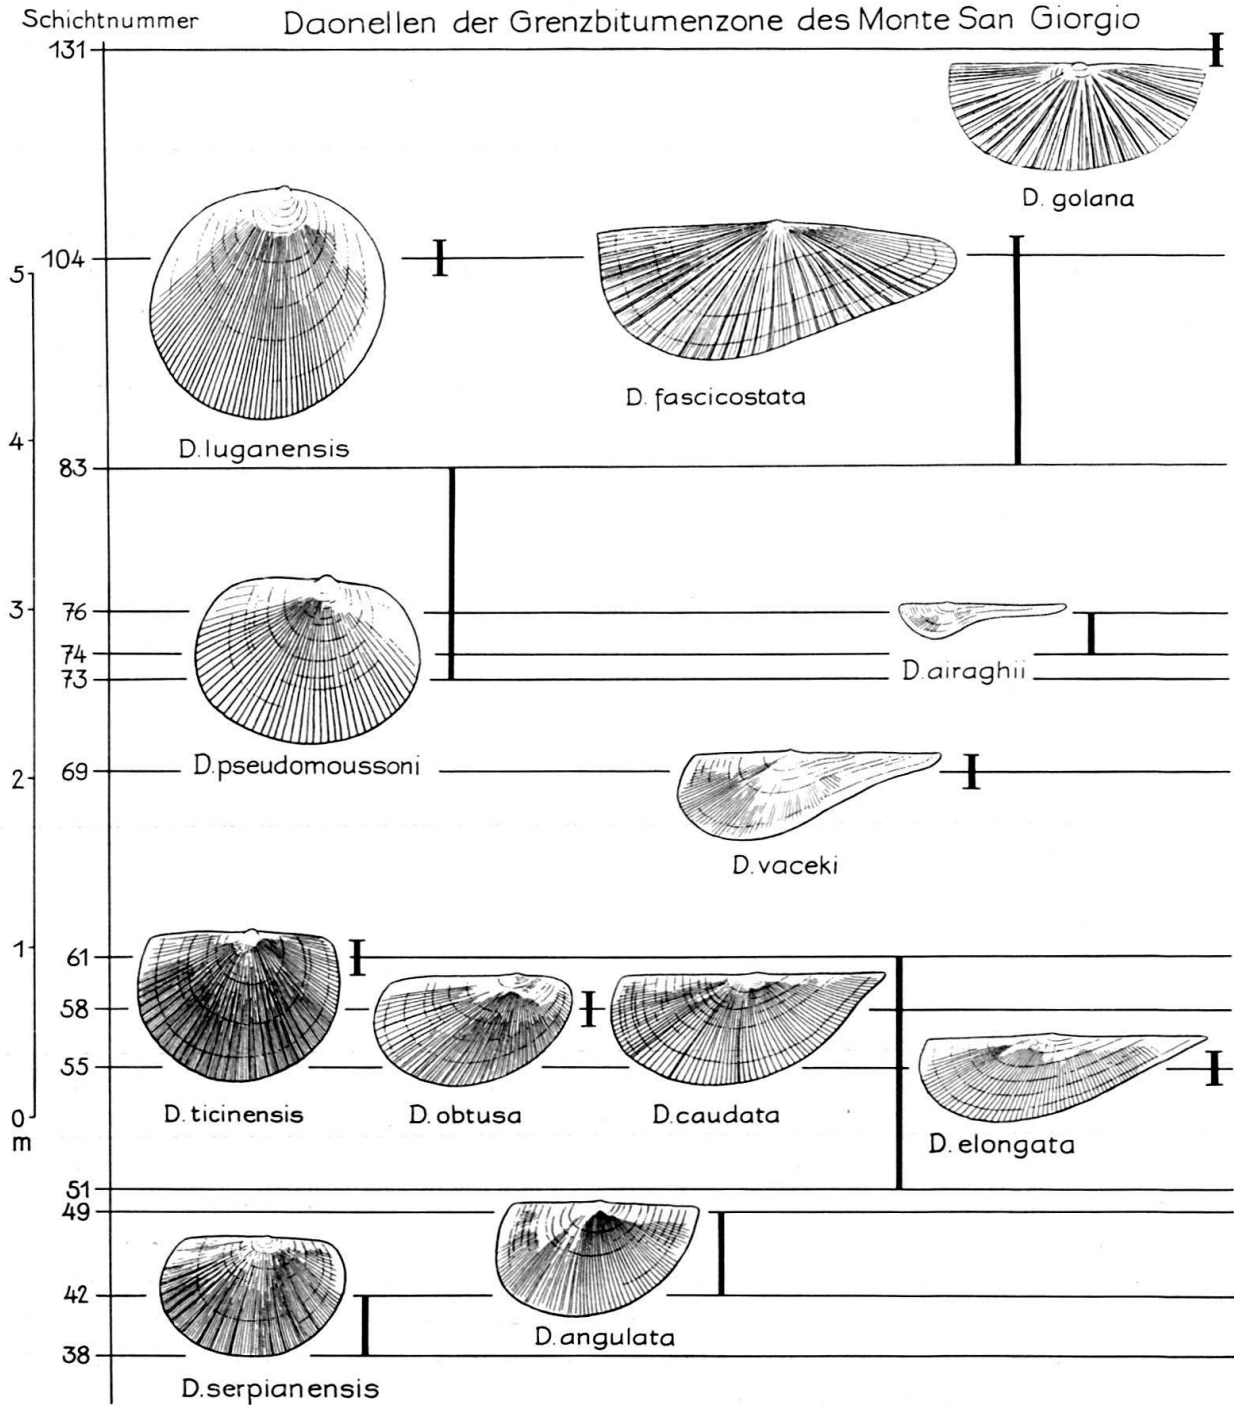 Schichtnummer
Daonellen der Grenzbitumenzone des Monte San Giorgio
131
D. golana
104
5
D. fascicostata
4
D. luganensis
83
3
76
74
D. airaghii
73
D. pseudomoussoni
69
2
D. vaceki
1
61
58
55
0
m
D. ticinensis
D. obtusa
D. caudata
D. elongata
51
49
42
D. angulata
38
D. serpianensis